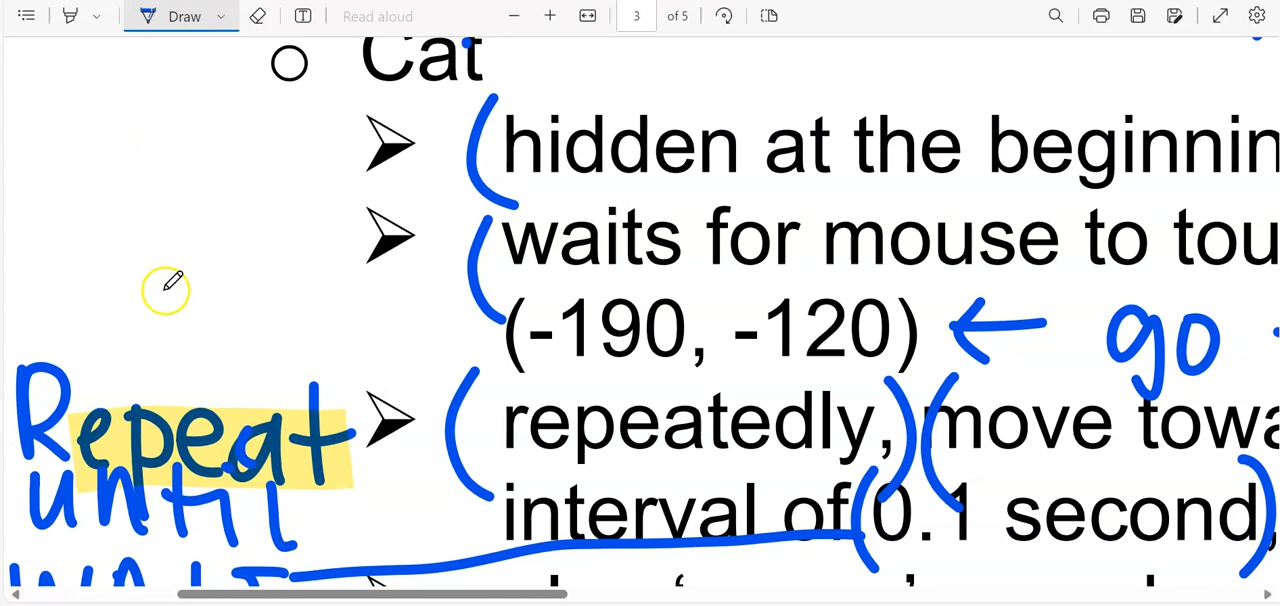 Draw
Read aloud
3 of 5
Cat
hidden at the beginnin
waits for mouse to tou
(-190, -120) ← go
repeatedly, move towa
Repeat
interval of 0.1 second,
until